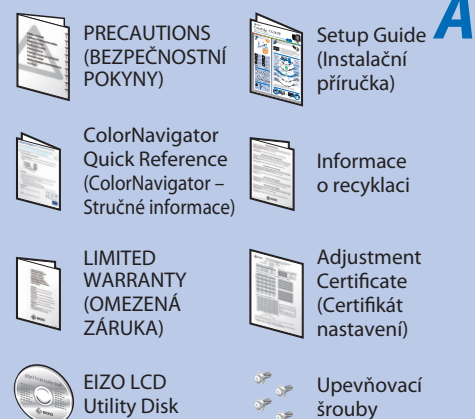 A
PRECAUTIONS
(BEZPEČNOSTNÍ
POKYNY)
Setup Guide
(Instalační
příručka)
ColorNavigator
Quick Reference
(ColorNavigator –
Stručné informace)
Informace
o recyklaci
LIMITED
WARRANTY
(OMEZENÁ
ZÁRUKA)
Adjustment
Certificate
(Certifikát
nastavení)
EIZO LCD
Utility Disk
Upevňovací
šrouby